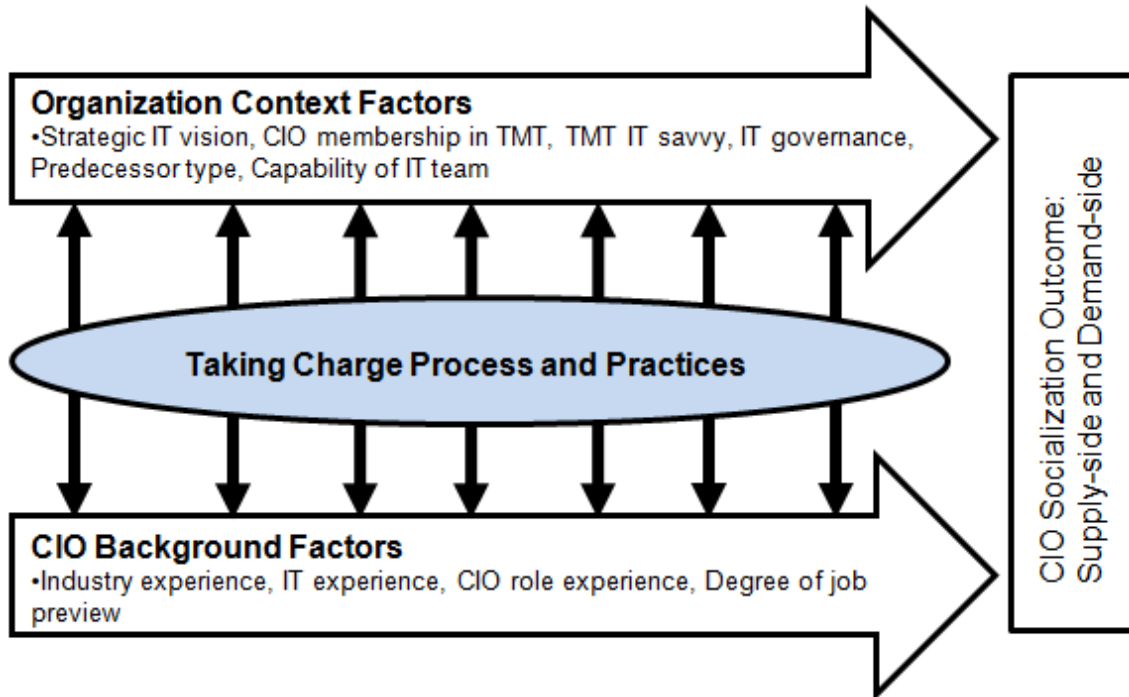 Organization Context Factors
•Strategic IT vision, CIO membership in TMT, TMT IT savvy, IT governance,
Predecessor type, Capability of IT team
Taking Charge Process and Practices
CIO Background Factors
•Industry experience, IT experience, CIO role experience, Degree of job
preview
CIO Socialization Outcome:
Supply-side and Demand-side